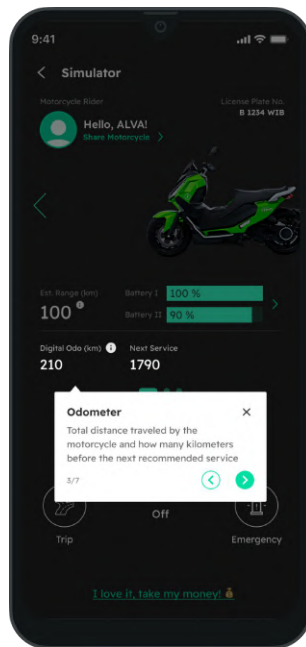 9:41
Simulator
Motorcycle Rider
License Plate No.
Hello, ALVA!
B 1234 WIB
Share Motorcycle
Est. Range (km)
Battery I
100 %
100
Battery II
90 %
Digital Odo (km)
Next Service
210
1790
Odometer
Total distance traveled by the
motorcycle and how many kilometers
before the next recommended service
3/7
Off
Trip
Emergency
I love it, take my money!